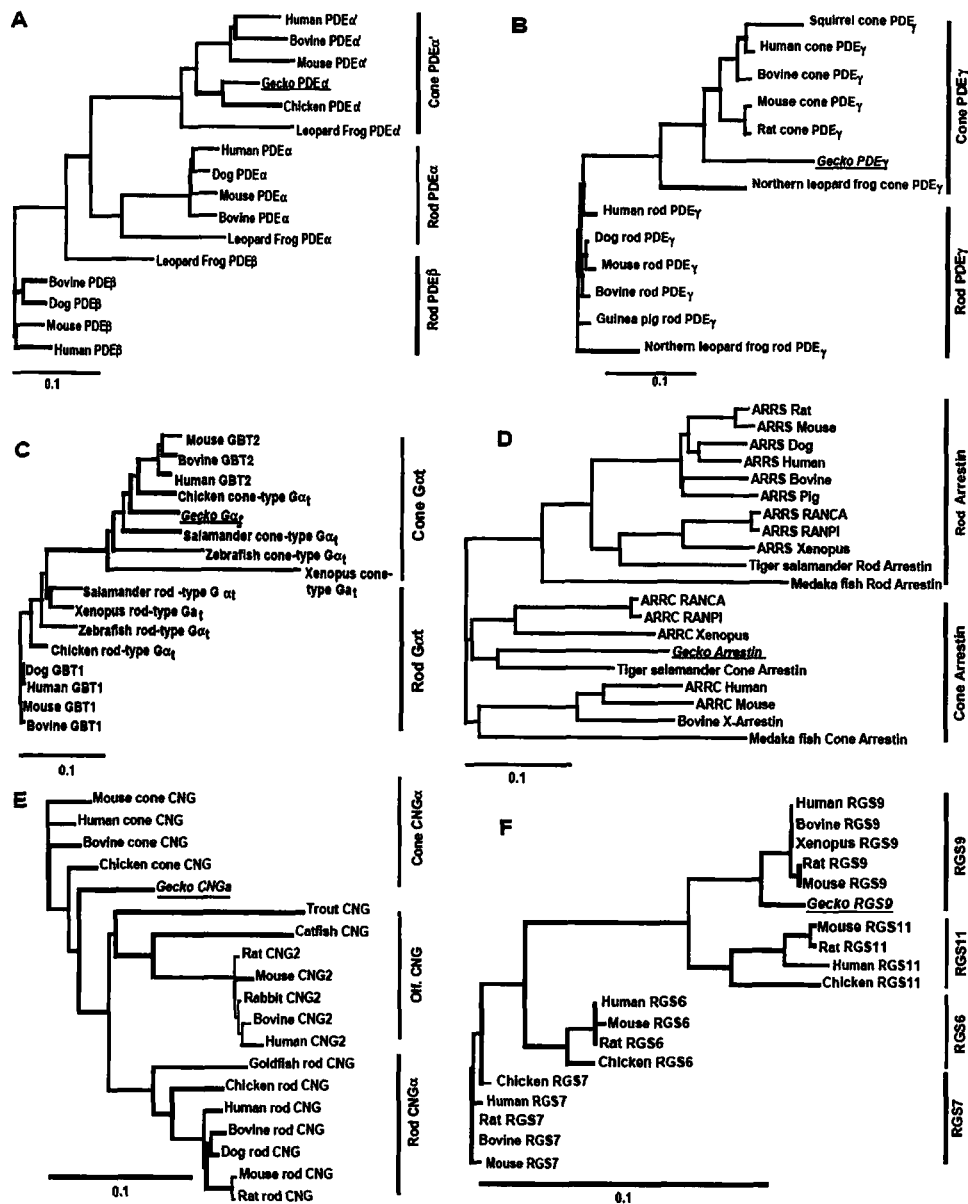 A
Human PDEα'
Bovine PDEα'
Mouse PDEα'
Gecko PDEα'
Chicken PDEα'
Leopard Frog PDEα'
Human PDEα
Dog PDEα
Mouse PDEα
Bovine PDEα
Leopard Frog PDEα
Leopard Frog PDEβ
Bovine PDEβ
Dog PDEβ
Mouse PDEβ
Human PDEβ
Cone PDEα'
Rod PDEα
Rod PDEβ
0.1
B
Squirrel cone PDEγ
Human cone PDEγ
Bovine cone PDEγ
Mouse cone PDEγ
Rat cone PDEγ
Gecko PDEγ
Northern leopard frog cone PDEγ
Human rod PDEγ
Dog rod PDEγ
Mouse rod PDEγ
Bovine rod PDEγ
Guinea pig rod PDEγ
Northern leopard frog rod PDEγ
Cone PDEγ
Rod PDEγ
0.1
C
Mouse GBT2
Bovine GBT2
Human GBT2
Chicken cone-type Gαt
Gecko Gαt
Salamander cone-type Gαt
Zebrafish cone-type Gαt
Xenopus cone-
type Gat
Salamander rod -type G αt
Xenopus rod-type Gat
Zebrafish rod-type Gαt
Chicken rod-type Gαt
Dog GBT1
Human GBT1
Mouse GBT1
Bovine GBT1
Cone Gαt
Rod Gαt
0.1
D
ARRS Rat
ARRS Mouse
ARRS Dog
ARRS Human
ARRS Bovine
ARRS Pig
ARRS RANCA
ARRS RANPI
ARRS Xenopus
Tiger salamander Rod Arrestin
Medaka fish Rod Arrestin
ARRC RANCA
ARRC RANPI
ARRC Xenopus
Gecko Arrestin
Tiger salamander Cone Arrestin
ARRC Human
ARRC Mouse
Bovine X-Arrestin
Medaka fish Cone Arrestin
Rod Arrestin
Cone Arrestin
0.1
E
Mouse cone CNG
Human cone CNG
Bovine cone CNG
Chicken cone CNG
Gecko CNGa
Trout CNG
Catfish CNG
Rat CNG2
Mouse CNG2
Rabbit CNG2
Bovine CNG2
Human CNG2
Goldfish rod CNG
Chicken rod CNG
Human rod CNG
Bovine rod CNG
Dog rod CNG
Mouse rod CNG
Rat rod CNG
Cone CNGα
Olf. CNG
Rod CNGα
0.1
F
Human RGS9
Bovine RGS9
Xenopus RGS9
Rat RGS9
Mouse RGS9
Gecko RGS9
Mouse RGS11
Rat RGS11
Human RGS11
Chicken RGS11
Human RGS6
Mouse RGS6
Rat RGS6
Chicken RGS6
Chicken RGS7
Human RGS7
Rat RGS7
Bovine RGS7
Mouse RGS7
RGS9
RGS11
RGS6
RGS7
0.1